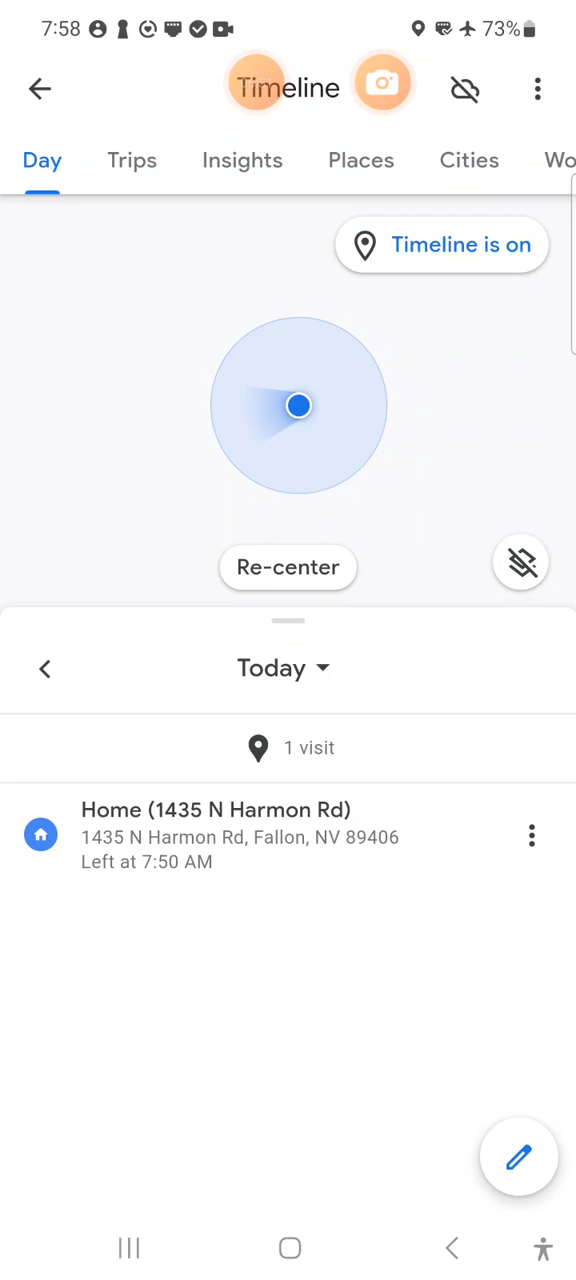 7:58
73%
Timeline
Day
Trips
Insights
Places
Cities
Wo
Timeline is on
Re-center
Today
1 visit
Home (1435 N Harmon Rd)
1435 N Harmon Rd, Fallon, NV 89406
Left at 7:50 AM